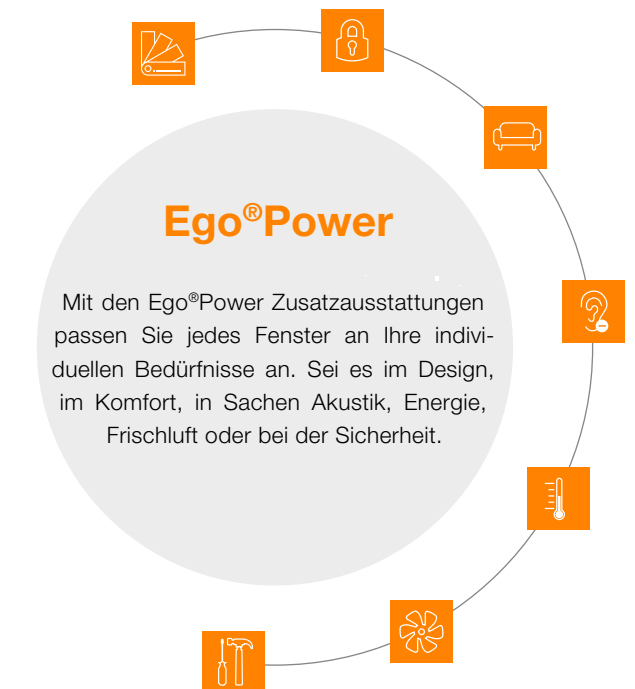 Ego®Power
Mit den Ego®Power Zusatzausstattungen
passen Sie jedes Fenster an Ihre indivi-
duellen Bedürfnisse an. Sei es im Design,
im Komfort, in Sachen Akustik, Energie,
Frischluft oder bei der Sicherheit.